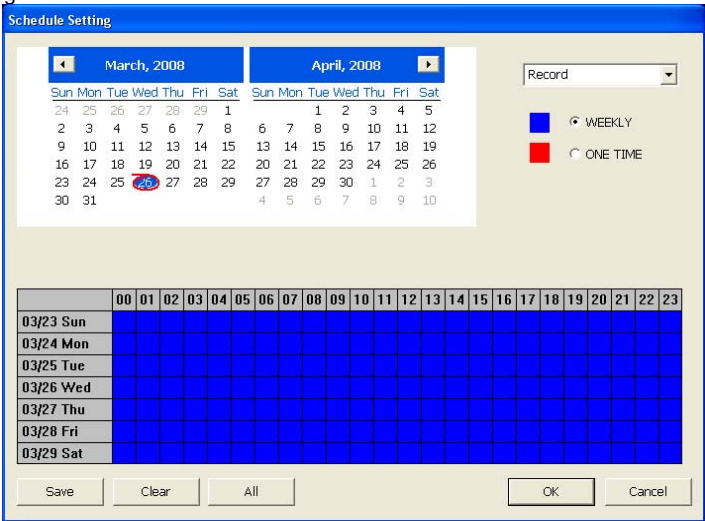 Schedule Setting
March, 2008 April, 2008
Record
Sun Mon Tue Wed Thu Fri Sat Sun Mon Tue Wed Thu Fri Sat
24 25 26 27 28 29 1 1 2 3 4 5
2 3 4 5 6 7 8 6 7 8 9 10 11 12
WEEKLY
9 10 11 12 13 14 15 13 14 15 16 17 18 19
ONE TIME
16 17 18 19 20 21 22 20 21 22 23 24 25 26
23 24 25 26 27 28 29 27 28 29 30 1 2 3
30 31 4 5 6 7 8 9 10
00 01 02 03 04 05 06 07 08 09 10 11 12 13 14 15 16 17 18 19 20 21 22 23
03/23 Sun
03/24 Mon
03/25 Tue
03/26 Wed
03/27 Thu
03/28 Fri
03/29 Sat
Save Clear All OK Cancel